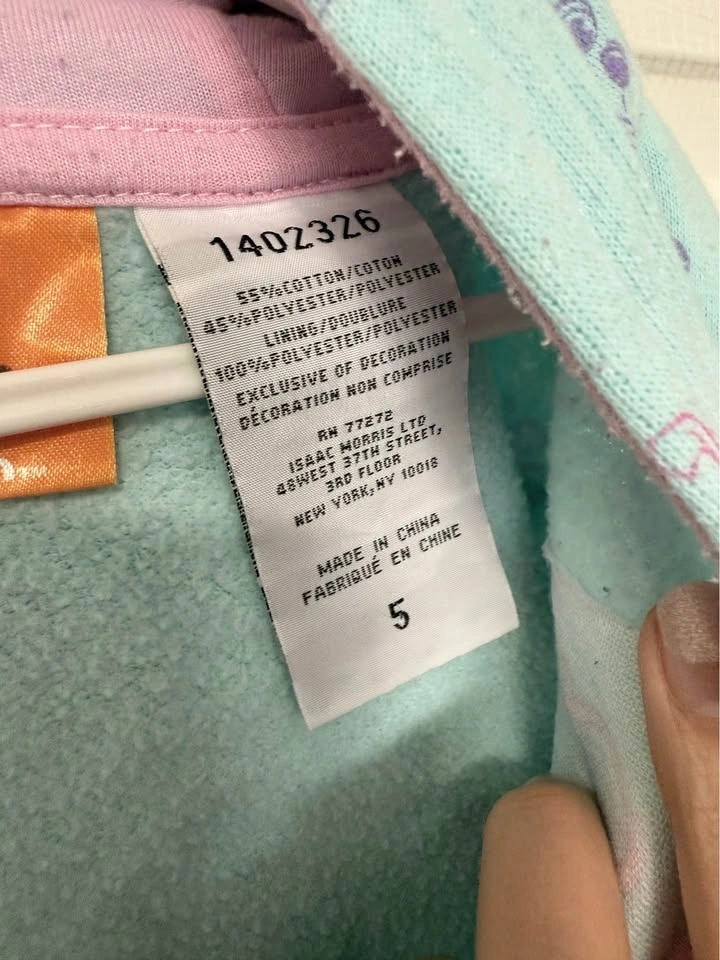 1402326
55%COTTON/COTON
45%POLYESTER/POLYESTER
LINING/DOUBLURE
100%POLYESTER/POLYESTER
EXCLUSIVE OF DECORATION
DÉCORATION NON COMPRISE
RN 77272
ISAAC MORRIS LTD
48WEST 37TH STREET,
3RD FLOOR
NEW YORK,NY 10018
MADE IN CHINA
FABRIQUÉ EN CHINE
5
TM